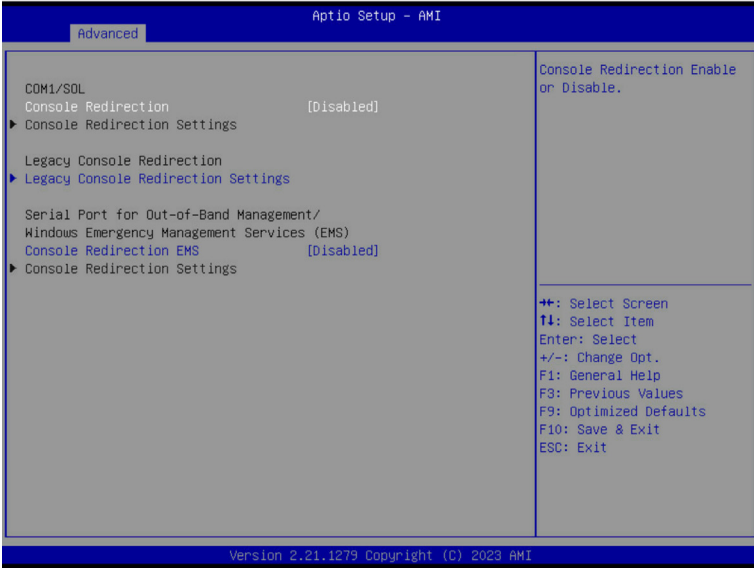 Aptio Setup – AMI
Advanced
COM1/SOL
Console Redirection [Disabled]
▶ Console Redirection Settings
Legacy Console Redirection
▶ Legacy Console Redirection Settings
Serial Port for Out-of-Band Management/
Windows Emergency Management Services (EMS)
Console Redirection EMS [Disabled]
▶ Console Redirection Settings
Console Redirection Enable
or Disable.
→←: Select Screen
↑↓: Select Item
Enter: Select
+/-: Change Opt.
F1: General Help
F3: Previous Values
F9: Optimized Defaults
F10: Save & Exit
ESC: Exit
Version 2.21.1279 Copyright (C) 2023 AMI